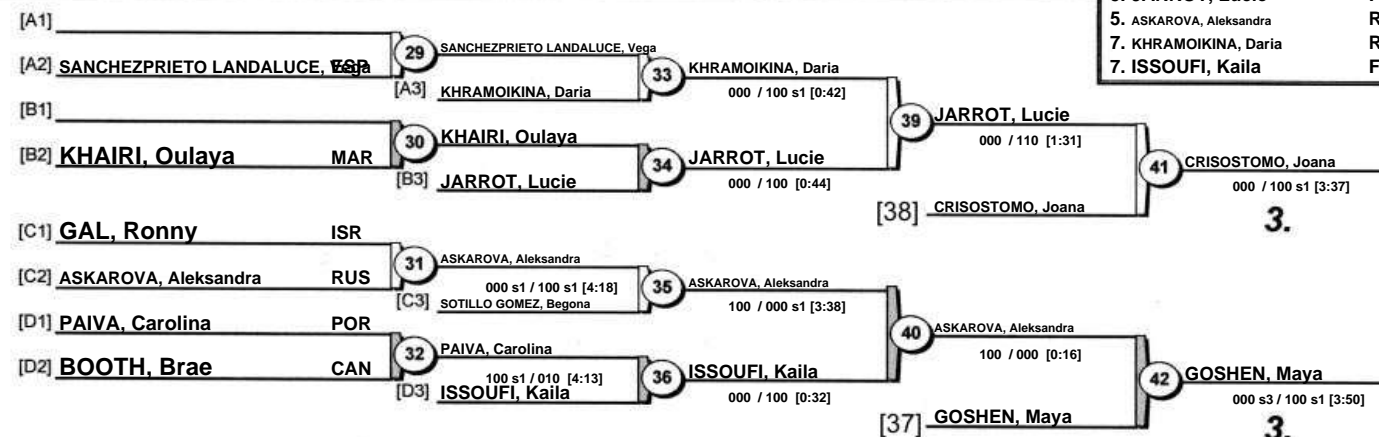 5. ASKAROVA, Aleksandra R
7. KHRAMOIKINA, Daria R
7. ISSOUFI, Kaila F
[A1]
[A2] SANCHEZPRIETO LANDALUCE, Vega ESP
29
SANCHEZPRIETO LANDALUCE, Vega
[A3] KHRAMOIKINA, Daria
33
KHRAMOIKINA, Daria
000 / 100 s1 [0:42]
[B1]
[B2] KHAIRI, Oulaya MAR
30
KHAIRI, Oulaya
[B3] JARROT, Lucie
34
JARROT, Lucie
000 / 100 [0:44]
39
JARROT, Lucie
000 / 110 [1:31]
[38] CRISOSTOMO, Joana
41
CRISOSTOMO, Joana
000 / 100 s1 [3:37]
3.
[C1] GAL, Ronny ISR
[C2] ASKAROVA, Aleksandra RUS
31
ASKAROVA, Aleksandra
000 s1 / 100 s1 [4:18]
[C3] SOTILLO GOMEZ, Begona
35
ASKAROVA, Aleksandra
100 / 000 s1 [3:38]
[D1] PAIVA, Carolina POR
[D2] BOOTH, Brae CAN
32
PAIVA, Carolina
100 s1 / 010 [4:13]
[D3] ISSOUFI, Kaila
36
ISSOUFI, Kaila
000 / 100 [0:32]
40
ASKAROVA, Aleksandra
100 / 000 [0:16]
[37] GOSHEN, Maya
42
GOSHEN, Maya
000 s3 / 100 s1 [3:50]
3.